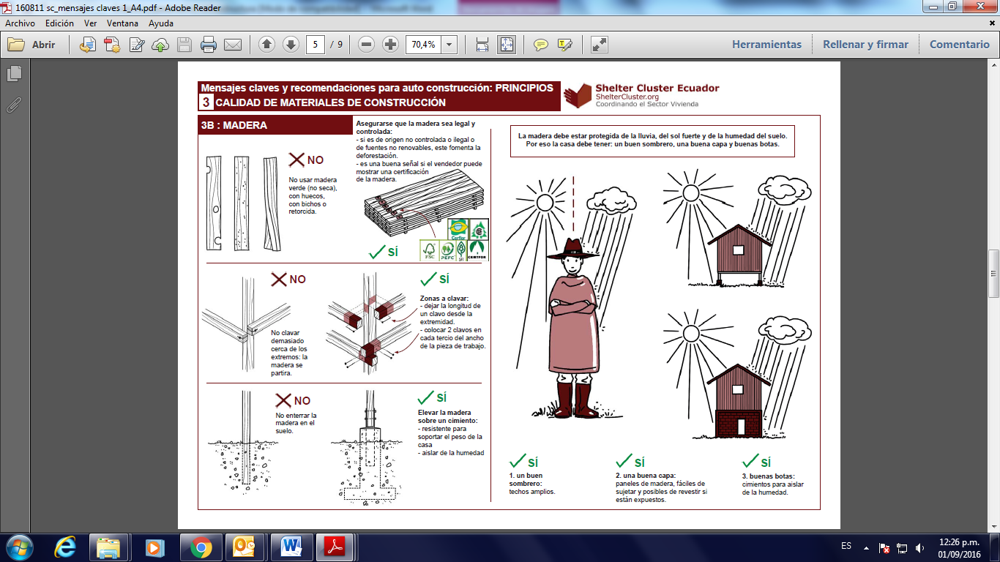 160811 sc_mensajes claves 1_A4.pdf - Adobe Reader
Archivo Edición Ver Ventana Ayuda
Abrir 5 / 9 70,4% Herramientas Rellenar y firmar Comentario
Mensajes claves y recomendaciones para auto construcción: PRINCIPIOS
3 CALIDAD DE MATERIALES DE CONSTRUCCIÓN
Shelter Cluster Ecuador
ShelterCluster.org
Coordinando el Sector Vivienda
3B : MADERA
NO
No usar madera
verde (no seca),
con huecos,
con bichos o
retorcida.
Asegurarse que la madera sea legal y
controlada:
- si es de origen no controlada o ilegal o
de fuentes no renovables, este fomenta la
deforestación.
- es una buena señal si el vendedor puede
mostrar una certificación
de la madera.
Cerflor
FSC PEFC SFI CERTFOR
SÍ
NO
No clavar
demasiado
cerca de los
extremos: la
madera se
partira.
SÍ
Zonas a clavar:
- dejar la longitud de
un clavo desde la
extremidad.
- colocar 2 clavos en
cada tercio del ancho
de la pieza de trabajo.
NO
No enterrar la
madera en el
suelo.
SÍ
Elevar la madera
sobre un cimiento:
- resistente para
soportar el peso de la
casa
- aislar de la humedad
La madera debe estar protegida de la lluvia, del sol fuerte y de la humedad del suelo.
Por eso la casa debe tener: un buen sombrero, una buena capa y buenas botas.
SÍ
1. un buen
sombrero:
techos amplios.
SÍ
2. una buena capa:
paneles de madera, fáciles de
sujetar y posibles de revestir si
están expuestos.
SÍ
3. buenas botas:
cimientos para aislar
de la humedad.
ES
12:26 p.m.
01/09/2016